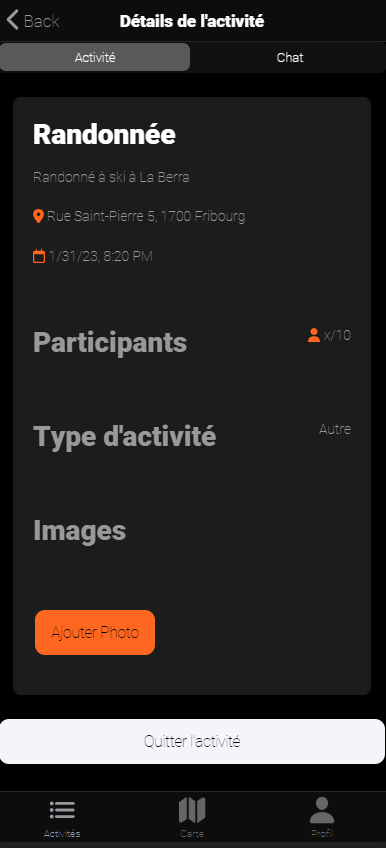 Back
Détails de l'activité
Activité
Chat
Randonnée
Randonné à ski à La Berra
Rue Saint-Pierre 5, 1700 Fribourg
1/31/23, 8:20 PM
Participants
x/10
Type d'activité
Autre
Images
Ajouter Photo
Quitter l'activité
Activités
Carte
Profil